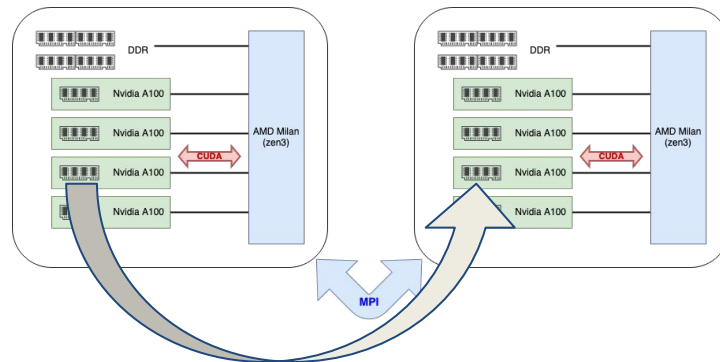 DDR
Nvidia A100
Nvidia A100
CUDA
Nvidia A100
Nvidia A100
AMD Milan
(zen3)
DDR
Nvidia A100
Nvidia A100
CUDA
Nvidia A100
Nvidia A100
AMD Milan
(zen3)
MPI